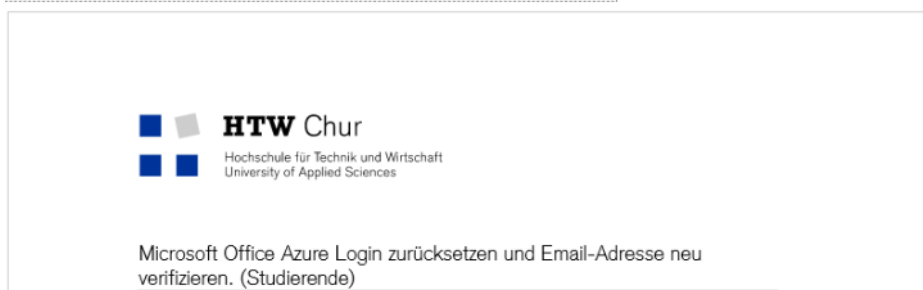 HTW Chur
Hochschule für Technik und Wirtschaft
University of Applied Sciences
Microsoft Office Azure Login zurücksetzen und Email-Adresse neu
verifizieren. (Studierende)